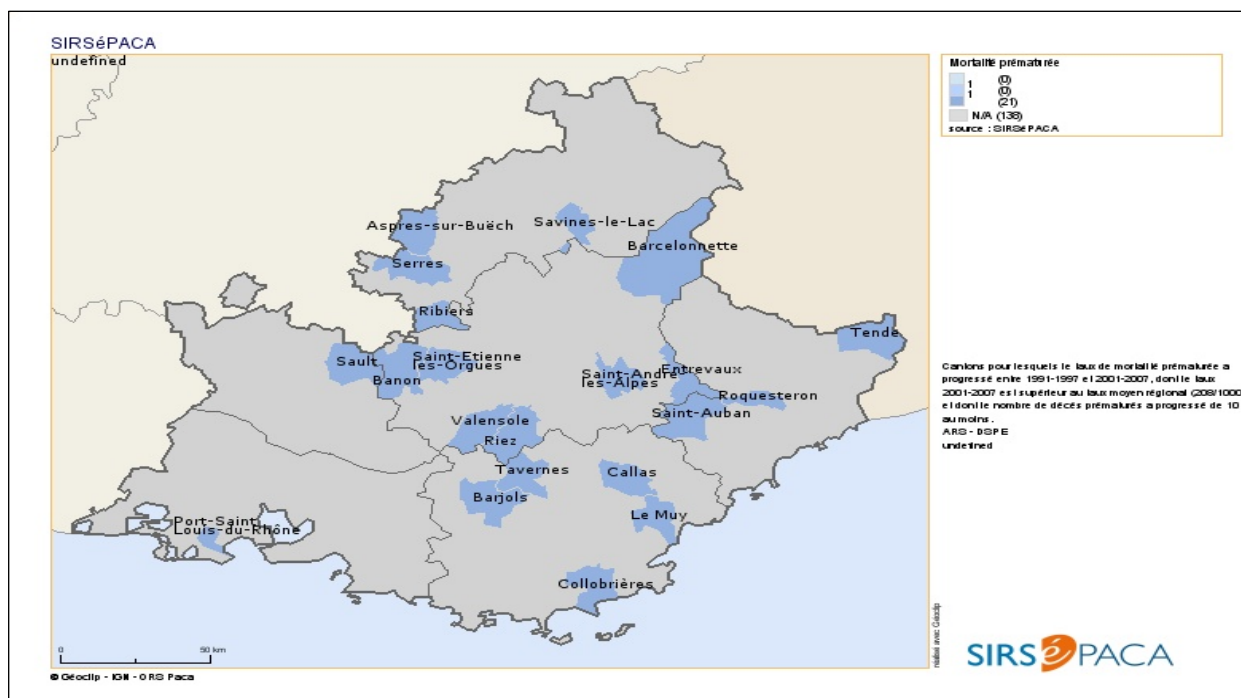 SIRSéPACA
undefined
Mortalité prématurée
1 (0)
1 (0)
(21)
N/A (138)
source : SIRSéPACA
Aspres-sur-Buëch
Savines-le-Lac
Barcelonnette
Serres
Ribiers
Tende
Sault
Saint-Etienne
les-Orgues
Banon
Saint-André
les-Alpes
Entrevaux
Roquesteron
Saint-Auban
Valensole
Riez
Tavernes
Callas
Barjols
Le Muy
Port-Saint
Louis-du-Rhône
Collobrières
Cantons pour lesquels le taux de mortalité prématurée a
progressé entre 1991-1997 et 2001-2007, dont le taux
2001-2007 est supérieur au taux moyen régional (209/1000
et dont le nombre de décès prématurés a progressé de 10
au moins.
ARS - DSPE
undefined
réalisé avec Géoclip
0 50 km
© Géoclip - IGN - ORS Paca
SIRSéPACA